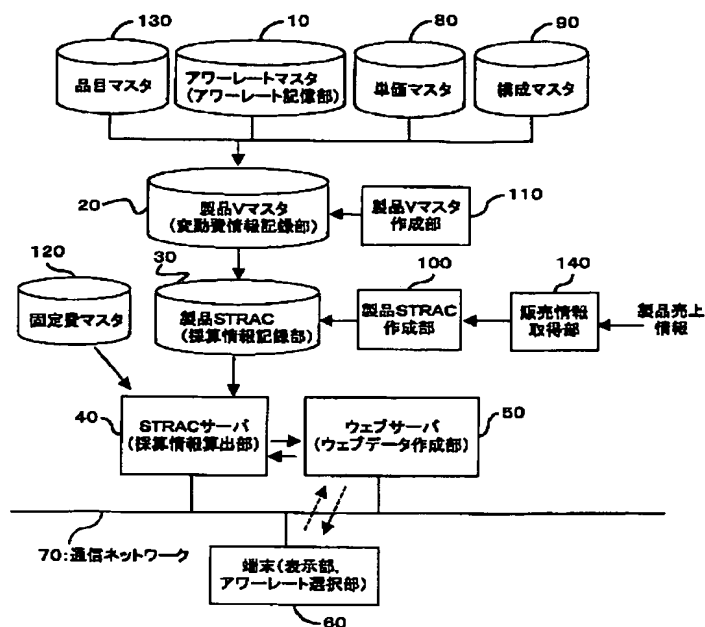 130
10
80
90
品目マスタ
アワーレートマスタ
(アワーレート記憶部)
単価マスタ
構成マスタ
20
製品Vマスタ
(変動費情報記録部)
製品Vマスタ
作成部
110
120
30
100
140
固定費マスタ
製品STRAC
(採算情報記録部)
製品STRAC
作成部
販売情報
取得部
製品売上
情報
40
STRACサーバ
(採算情報算出部)
ウェブサーバ
(ウェブデータ作成部)
50
70:通信ネットワーク
端末(表示部、
アワーレート選択部)
60